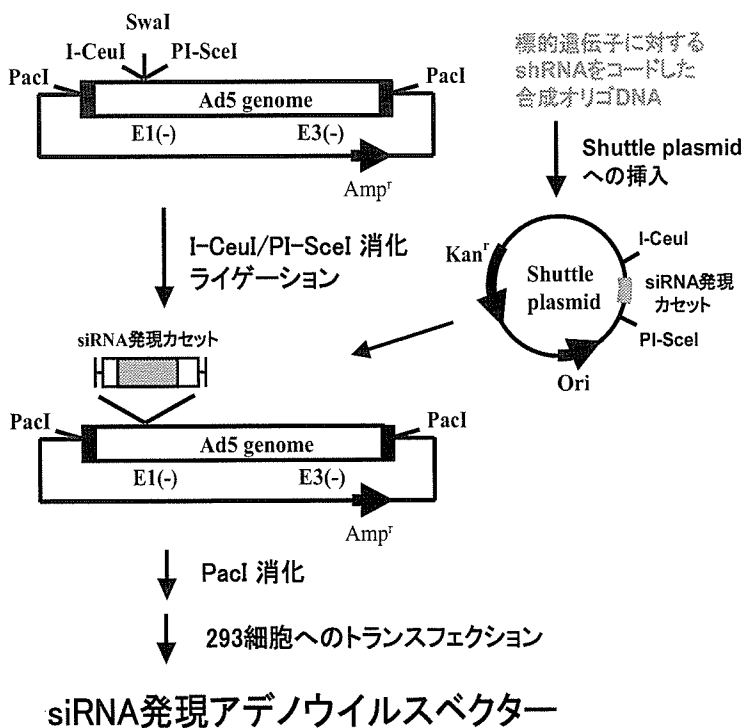 SwaI
I-CeuI
PI-SceI
PacI
PacI
Ad5 genome
E1(-)
E3(-)
Ampʳ
標的遺伝子に対する
shRNAをコードした
合成オリゴDNA
Shuttle plasmid
への挿入
I-CeuI/PI-SceI 消化
ライゲーション
Kanʳ
Shuttle
plasmid
I-CeuI
siRNA発現
カセット
PI-SceI
Ori
siRNA発現カセット
PacI
PacI
Ad5 genome
E1(-)
E3(-)
Ampʳ
PacI 消化
293細胞へのトランスフェクション
siRNA発現アデノウイルスベクター